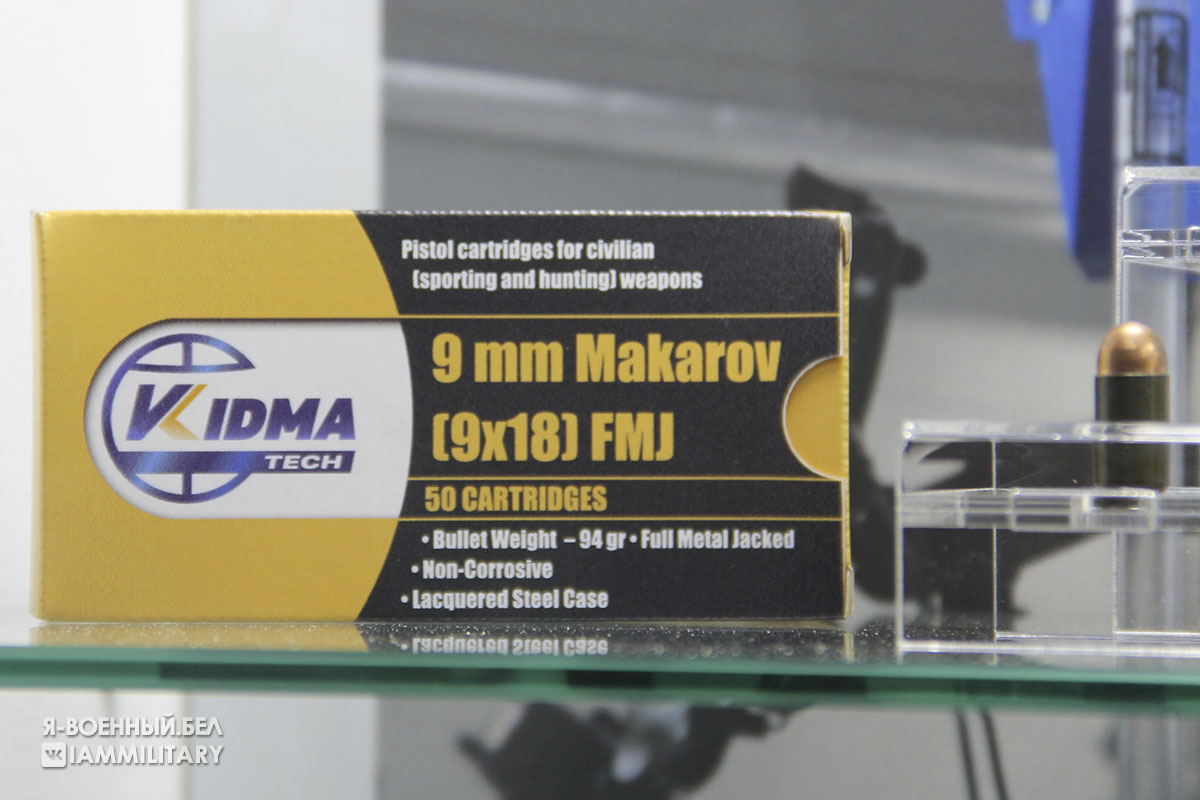 Pistol cartridges for civilian
(sporting and hunting) weapons
KIDMA
TECH
9 mm Makarov
(9x18) FMJ
50 CARTRIDGES
• Bullet Weight – 94 gr • Full Metal Jacked
• Non-Corrosive
• Lacquered Steel Case
Я-ВОЕННЫЙ.БЕЛ
IAMMILITARY